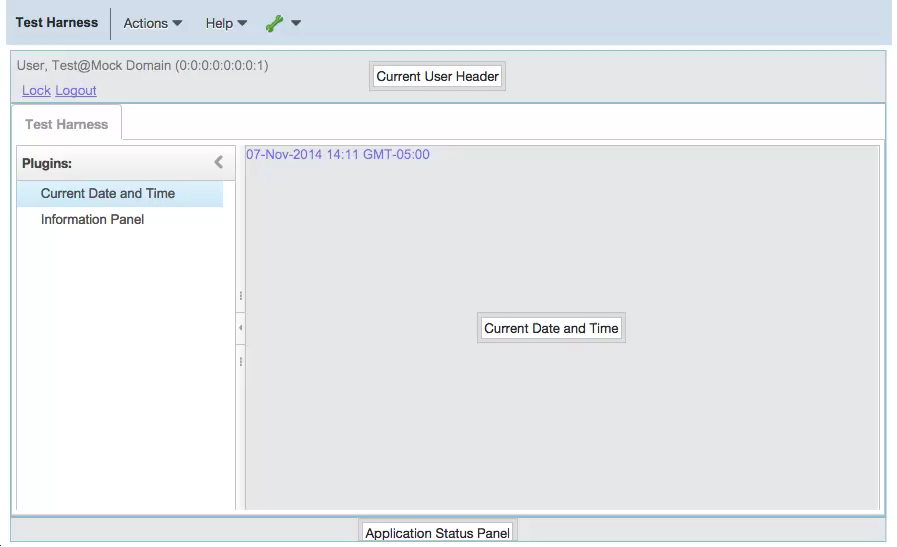 Test Harness Actions Help
User, Test@Mock Domain (0:0:0:0:0:0:0:1)
Current User Header
Lock Logout
Test Harness
Plugins:
07-Nov-2014 14:11 GMT-05:00
Current Date and Time
Information Panel
Current Date and Time
Application Status Panel